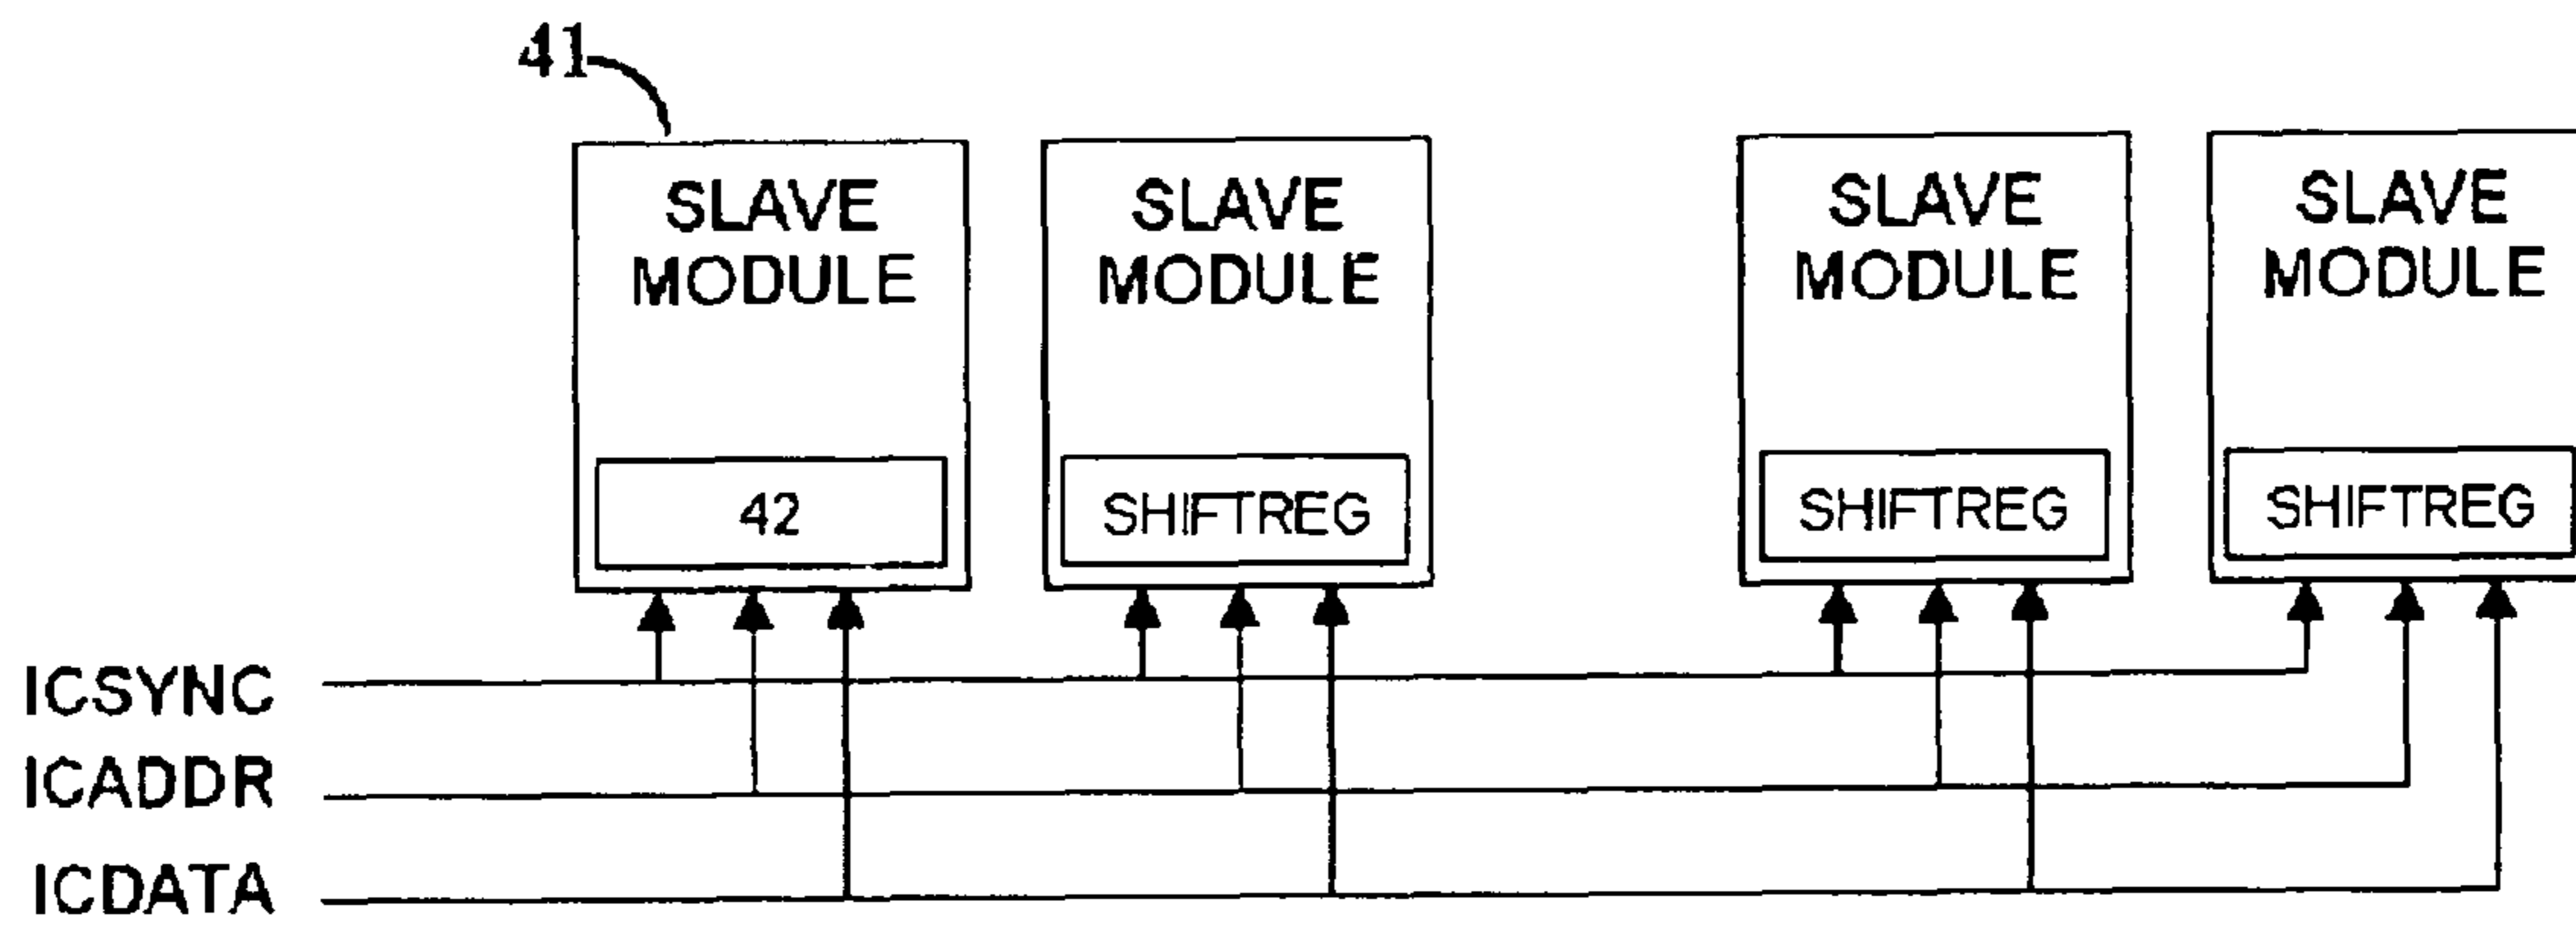 41
SLAVE
MODULE
SLAVE
MODULE
SLAVE
MODULE
SLAVE
MODULE
42
SHIFTREG
SHIFTREG
SHIFTREG
ICSYNC
ICADDR
ICDATA